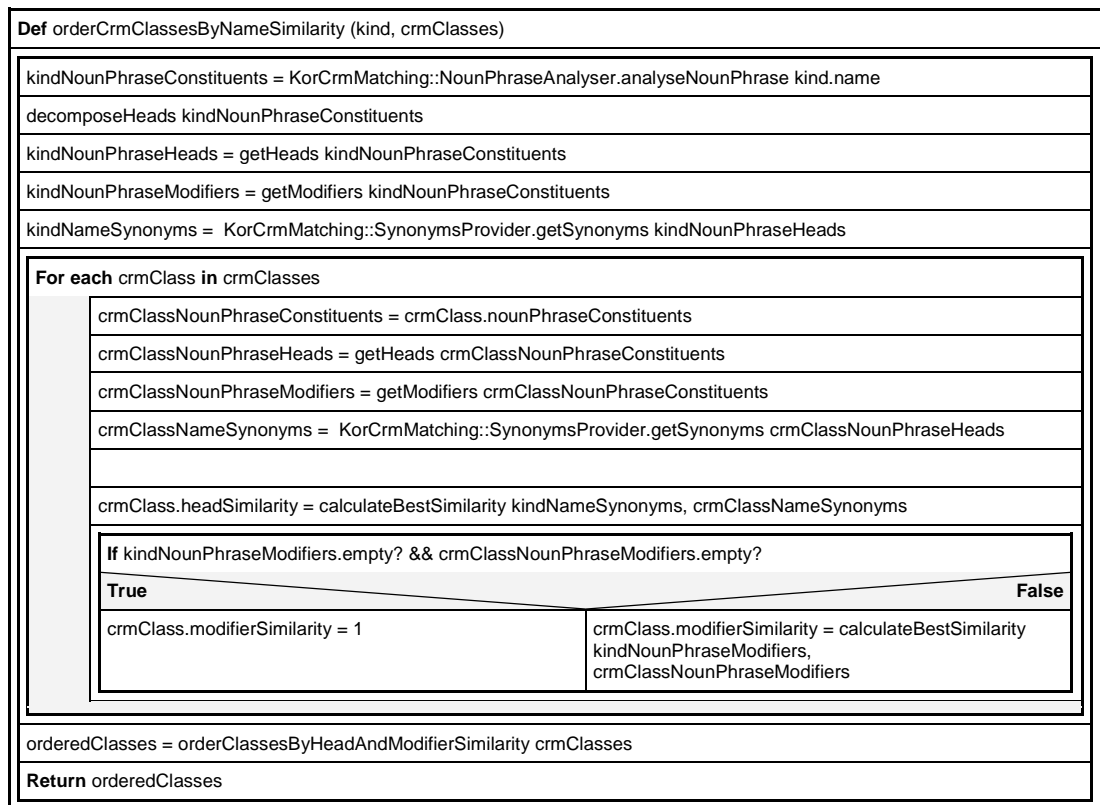 Def orderCrmClassesByNameSimilarity (kind, crmClasses)
kindNounPhraseConstituents = KorCrmMatching::NounPhraseAnalyser.analyseNounPhrase kind.name
decomposeHeads kindNounPhraseConstituents
kindNounPhraseHeads = getHeads kindNounPhraseConstituents
kindNounPhraseModifiers = getModifiers kindNounPhraseConstituents
kindNameSynonyms = KorCrmMatching::SynonymsProvider.getSynonyms kindNounPhraseHeads
For each crmClass in crmClasses
crmClassNounPhraseConstituents = crmClass.nounPhraseConstituents
crmClassNounPhraseHeads = getHeads crmClassNounPhraseConstituents
crmClassNounPhraseModifiers = getModifiers crmClassNounPhraseConstituents
crmClassNameSynonyms = KorCrmMatching::SynonymsProvider.getSynonyms crmClassNounPhraseHeads
crmClass.headSimilarity = calculateBestSimilarity kindNameSynonyms, crmClassNameSynonyms
If kindNounPhraseModifiers.empty? && crmClassNounPhraseModifiers.empty?
True False
crmClass.modifierSimilarity = 1
crmClass.modifierSimilarity = calculateBestSimilarity
kindNounPhraseModifiers,
crmClassNounPhraseModifiers
orderedClasses = orderClassesByHeadAndModifierSimilarity crmClasses
Return orderedClasses